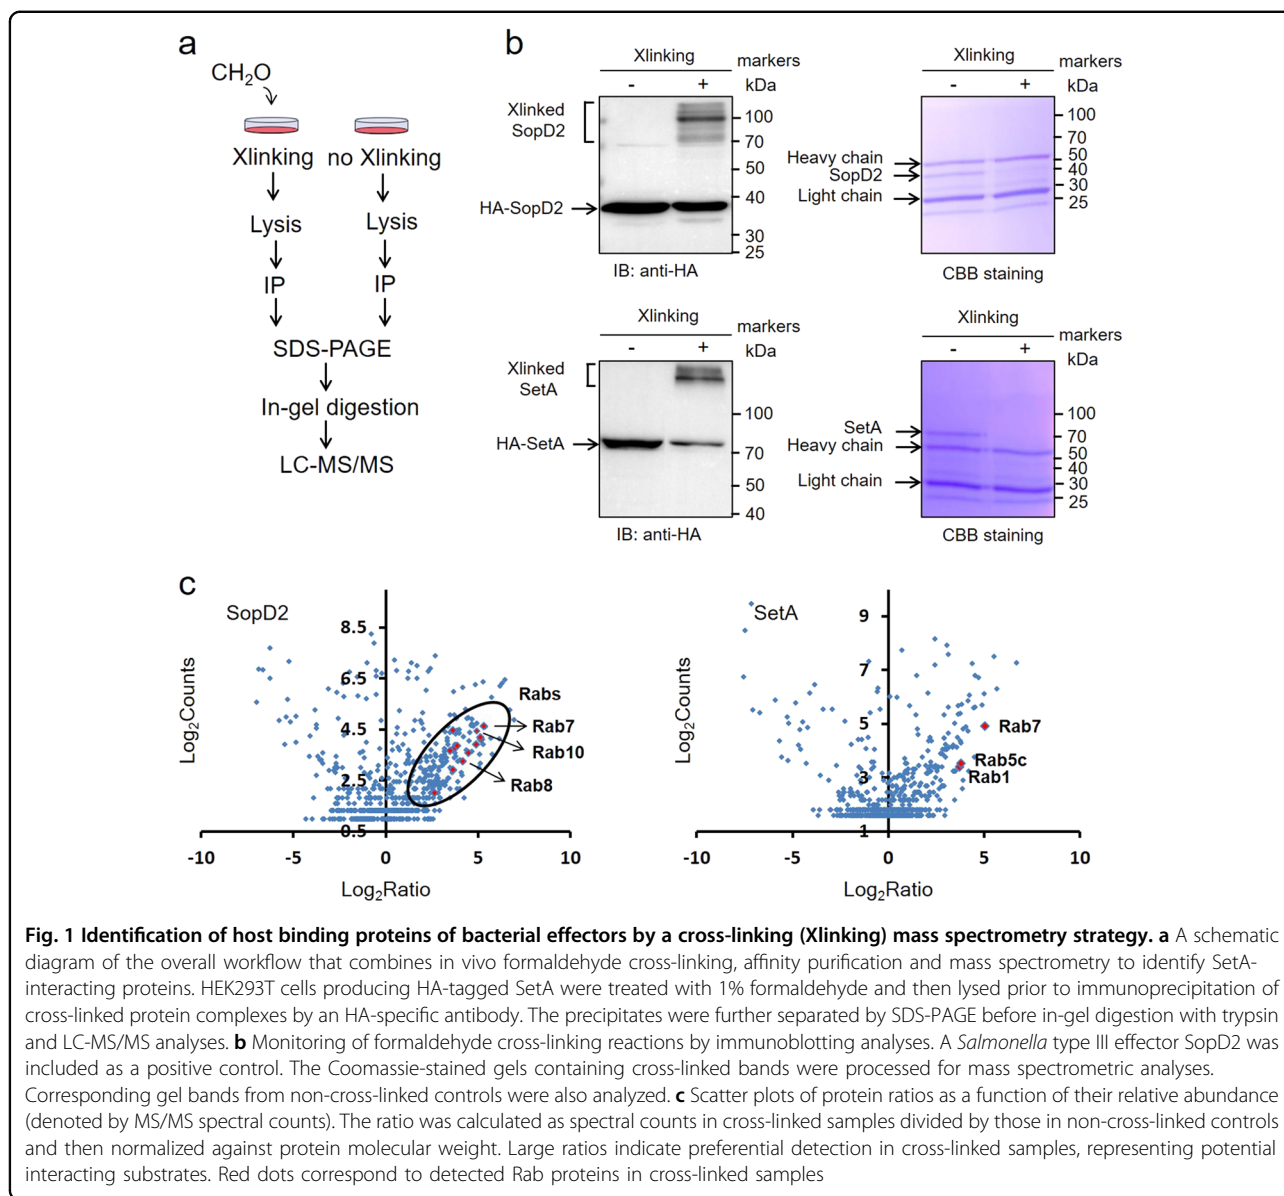 a
CH2O
Xlinking no Xlinking
Lysis Lysis
IP IP
SDS-PAGE
In-gel digestion
LC-MS/MS
b
Xlinking
- +
markers
kDa
Xlinked
SopD2
100
70
50
40
30
25
HA-SopD2
IB: anti-HA
Xlinking
- +
markers
kDa
100
70
50
40
30
25
Heavy chain
SopD2
Light chain
CBB staining
Xlinking
- +
markers
kDa
Xlinked
SetA
100
70
50
40
HA-SetA
IB: anti-HA
Xlinking
- +
markers
kDa
100
70
50
40
30
25
SetA
Heavy chain
Light chain
CBB staining
c
SopD2
Log2Counts
8.5
6.5
4.5
2.5
0.5
Rabs
Rab7
Rab10
Rab8
-10 -5 0 5 10
Log2Ratio
SetA
Log2Counts
9
7
5
3
1
Rab7
Rab5c
Rab1
-10 -5 0 5 10
Log2Ratio
Fig. 1 Identification of host binding proteins of bacterial effectors by a cross-linking (Xlinking) mass spectrometry strategy. a A schematic
diagram of the overall workflow that combines in vivo formaldehyde cross-linking, affinity purification and mass spectrometry to identify SetA-
interacting proteins. HEK293T cells producing HA-tagged SetA were treated with 1% formaldehyde and then lysed prior to immunoprecipitation of
cross-linked protein complexes by an HA-specific antibody. The precipitates were further separated by SDS-PAGE before in-gel digestion with trypsin
and LC-MS/MS analyses. b Monitoring of formaldehyde cross-linking reactions by immunoblotting analyses. A Salmonella type III effector SopD2 was
included as a positive control. The Coomassie-stained gels containing cross-linked bands were processed for mass spectrometric analyses.
Corresponding gel bands from non-cross-linked controls were also analyzed. c Scatter plots of protein ratios as a function of their relative abundance
(denoted by MS/MS spectral counts). The ratio was calculated as spectral counts in cross-linked samples divided by those in non-cross-linked controls
and then normalized against protein molecular weight. Large ratios indicate preferential detection in cross-linked samples, representing potential
interacting substrates. Red dots correspond to detected Rab proteins in cross-linked samples